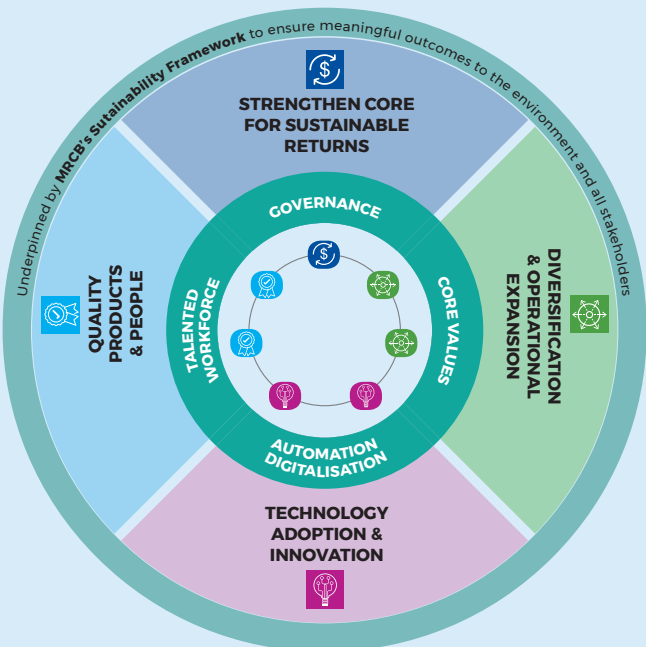 Underpinned by MRCB's Sutainability Framework to ensure meaningful outcomes to the environment and all stakeholders
STRENGTHEN CORE
FOR SUSTAINABLE
RETURNS
DIVERSIFICATION
& OPERATIONAL
EXPANSION
TECHNOLOGY
ADOPTION &
INNOVATION
QUALITY
PRODUCTS
& PEOPLE
GOVERNANCE
CORE VALUES
AUTOMATION
DIGITALISATION
TALENTED
WORKFORCE